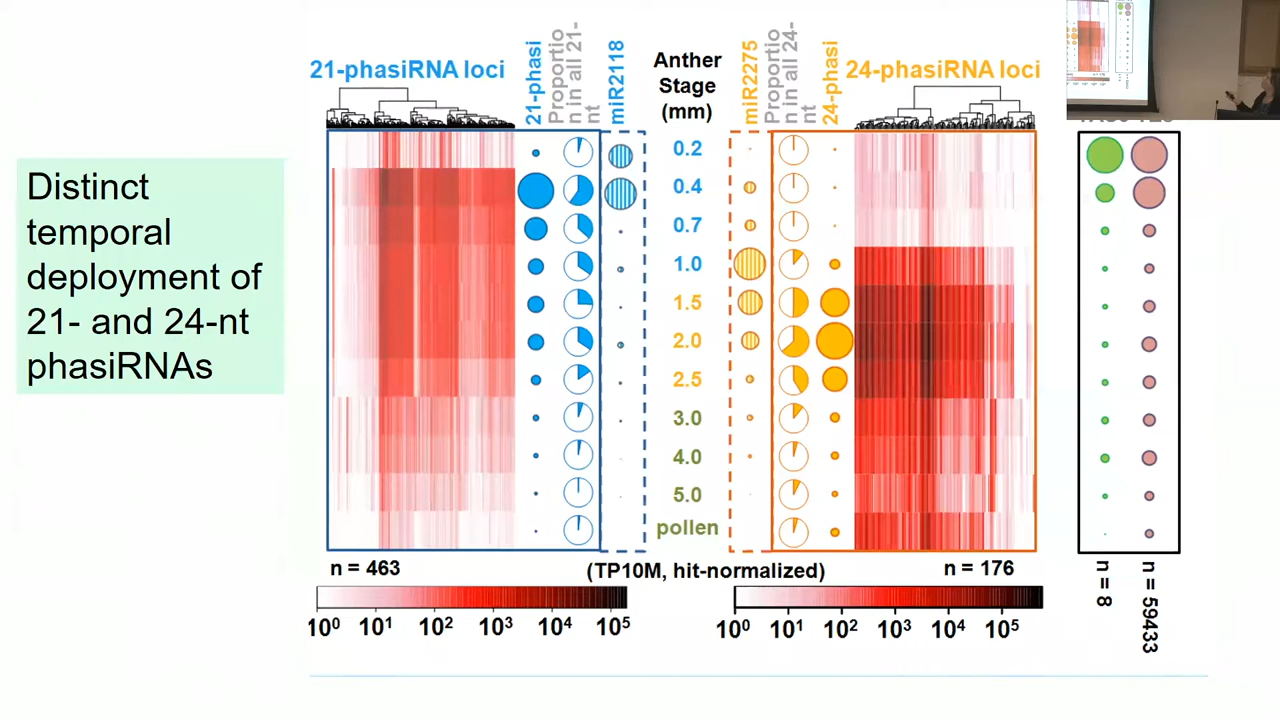 Distinct
temporal
deployment of
21- and 24-nt
phasiRNAs
21-phasiRNA loci
21-phasi
Proportio
n in all 21-
nt
miR2118
Anther
Stage
(mm)
miR2275
Proportio
n in all 24-
nt
24-phasi
24-phasiRNA loci
0.2
0.4
0.7
1.0
1.5
2.0
2.5
3.0
4.0
5.0
pollen
n = 463
(TP10M, hit-normalized)
n = 176
n = 8
n = 59433
10⁰ 10¹ 10² 10³ 10⁴ 10⁵
10⁰ 10¹ 10² 10³ 10⁴ 10⁵